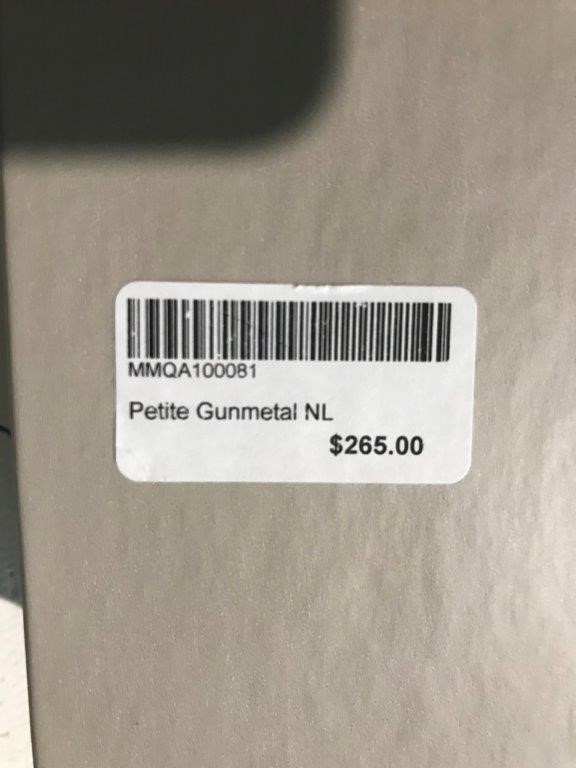 MMQA100081
Petite Gunmetal NL
$265.00